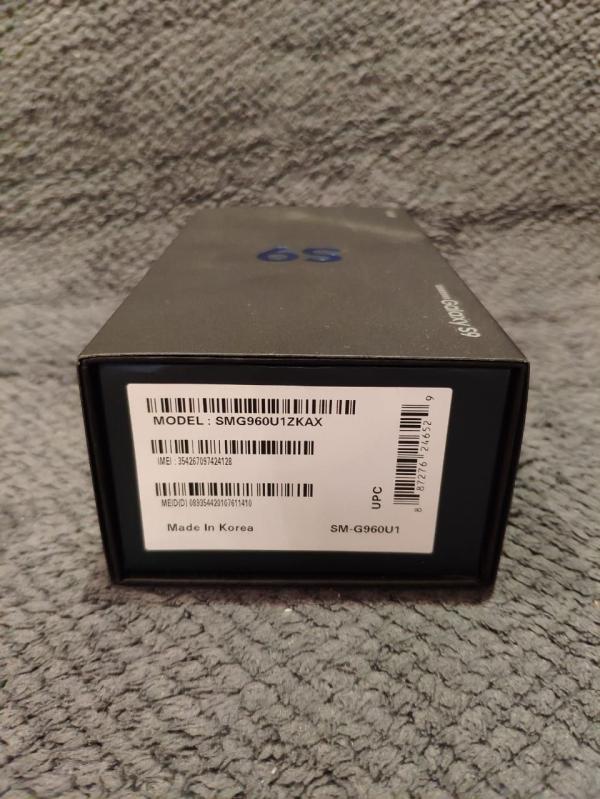 S9
Galaxy S9
MODEL : SMG960U1ZKAX
IMEI : 354267097424128
MEID(D) 089354420107611410
Made In Korea
SM-G960U1
UPC
8 87276 24652 9